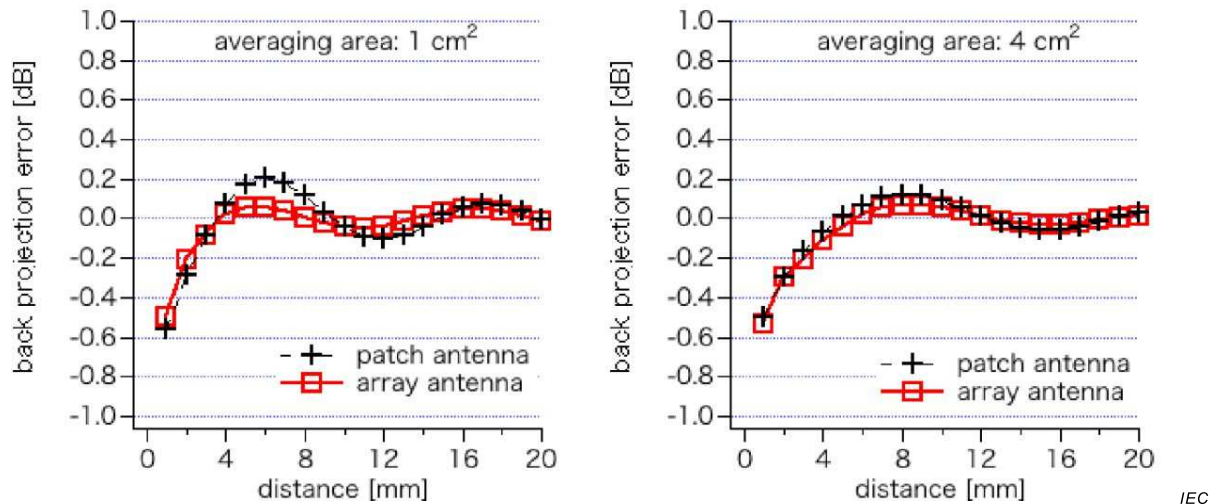 averaging area: 1 cm²
back projection error [dB]
1.0
0.8
0.6
0.4
0.2
0.0
-0.2
-0.4
-0.6
-0.8
-1.0
patch antenna
array antenna
0 4 8 12 16 20
distance [mm]
averaging area: 4 cm²
back projection error [dB]
1.0
0.8
0.6
0.4
0.2
0.0
-0.2
-0.4
-0.6
-0.8
-1.0
patch antenna
array antenna
0 4 8 12 16 20
distance [mm]
IEC